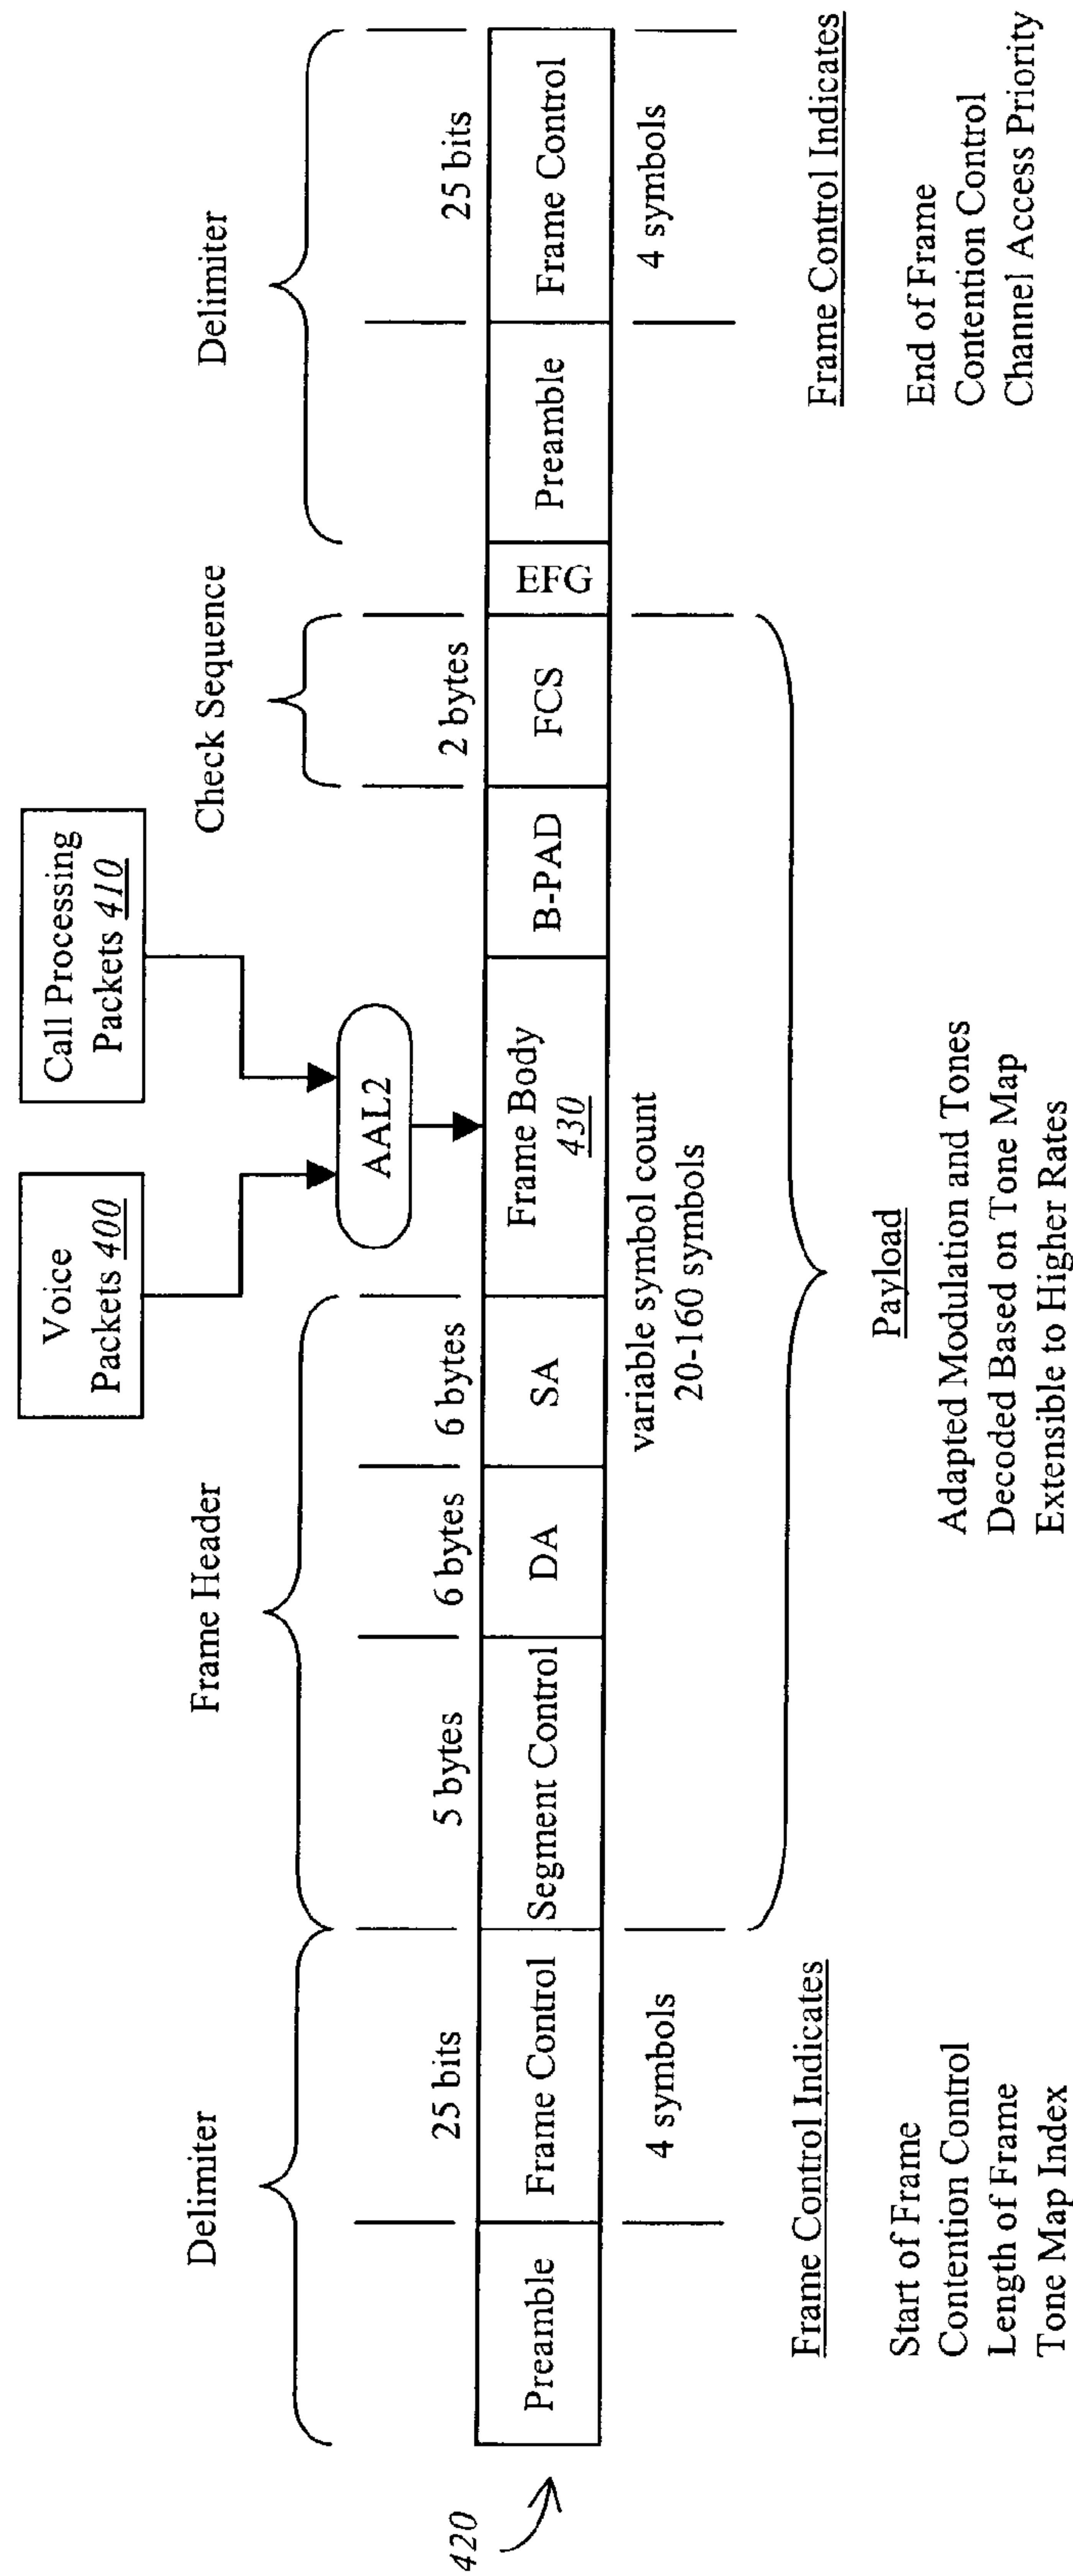 Voice
Packets 400
Call Processing
Packets 410
AAL2
Delimiter
Frame Header
Check Sequence
Delimiter
25 bits
5 bytes
6 bytes
6 bytes
2 bytes
25 bits
420
Preamble
Frame Control
Segment Control
DA
SA
Frame Body
430
B-PAD
FCS
EFG
Preamble
Frame Control
4 symbols
variable symbol count
20-160 symbols
4 symbols
Frame Control Indicates
Start of Frame
Contention Control
Length of Frame
Tone Map Index
Payload
Adapted Modulation and Tones
Decoded Based on Tone Map
Extensible to Higher Rates
Frame Control Indicates
End of Frame
Contention Control
Channel Access Priority